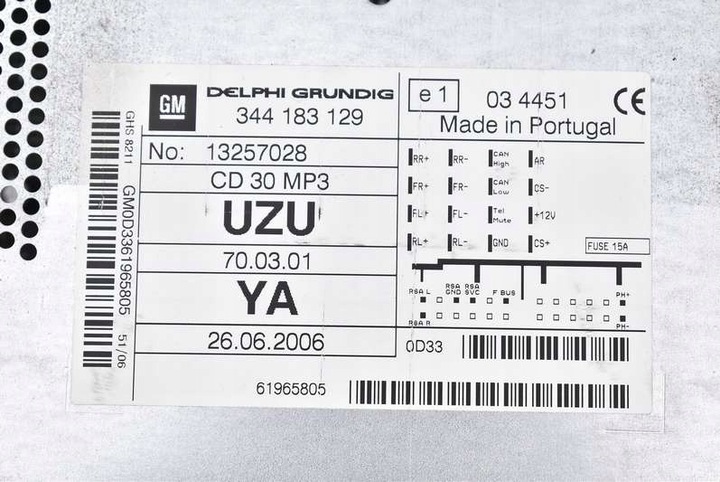 GM DELPHI GRUNDIG
344 183 129
No: 13257028
CD 30 MP3
UZU
70.03.01
YA
26.06.2006
61965805
GHS 8211
GM0D3361965805
51/06
e 1 03 4451 CE
Made in Portugal
RR+ RR- CAN High AR
FR+ FR- CAN Low CS-
FL+ FL- Tel Mute +12V
RL+ RL- GND CS+
FUSE 15A
RSA L RSA GND RSA SVC F BUS PH+
RSA R PH-
0D33